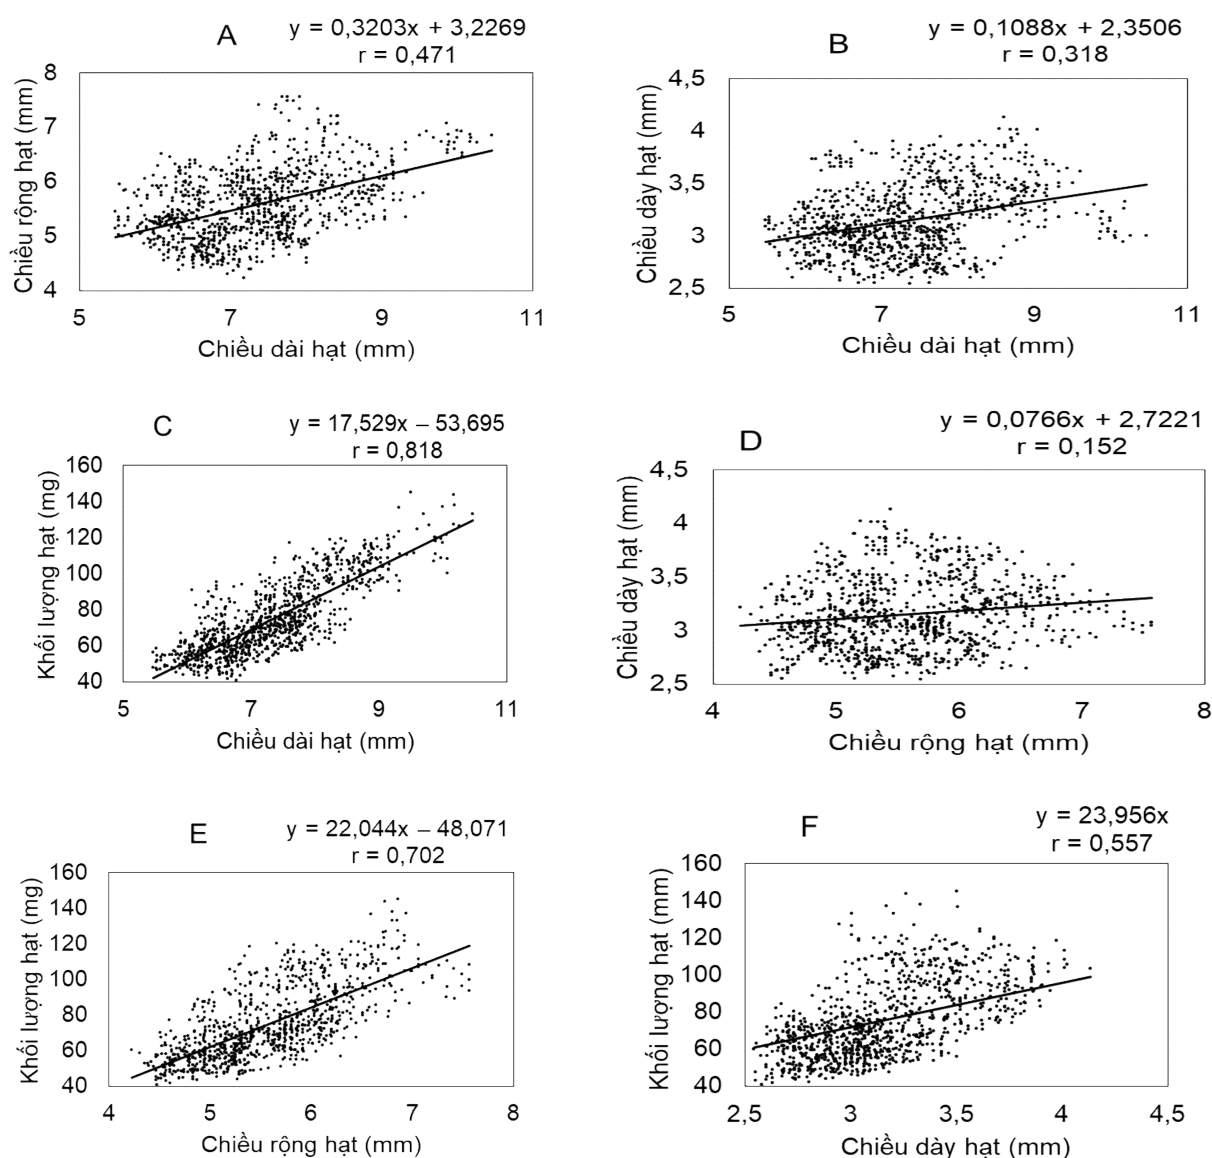 A
y = 0,3203x + 3,2269
r = 0,471
Chiều rộng hạt (mm)
8
7
6
5
4
5 7 9 11
Chiều dài hạt (mm)
B
y = 0,1088x + 2,3506
r = 0,318
Chiều dày hạt (mm)
4,5
4
3,5
3
2,5
5 7 9 11
Chiều dài hạt (mm)
C
y = 17,529x – 53,695
r = 0,818
Khối lượng hạt (mg)
160
140
120
100
80
60
40
5 7 9 11
Chiều dài hạt (mm)
D
y = 0,0766x + 2,7221
r = 0,152
Chiều dày hạt (mm)
4,5
4
3,5
3
2,5
4 5 6 7 8
Chiều rộng hạt (mm)
E
y = 22,044x – 48,071
r = 0,702
Khối lượng hạt (mg)
160
140
120
100
80
60
40
4 5 6 7 8
Chiều rộng hạt (mm)
F
y = 23,956x
r = 0,557
Khối lượng hạt (mm)
160
140
120
100
80
60
40
2,5 3 3,5 4 4,5
Chiều dày hạt (mm)